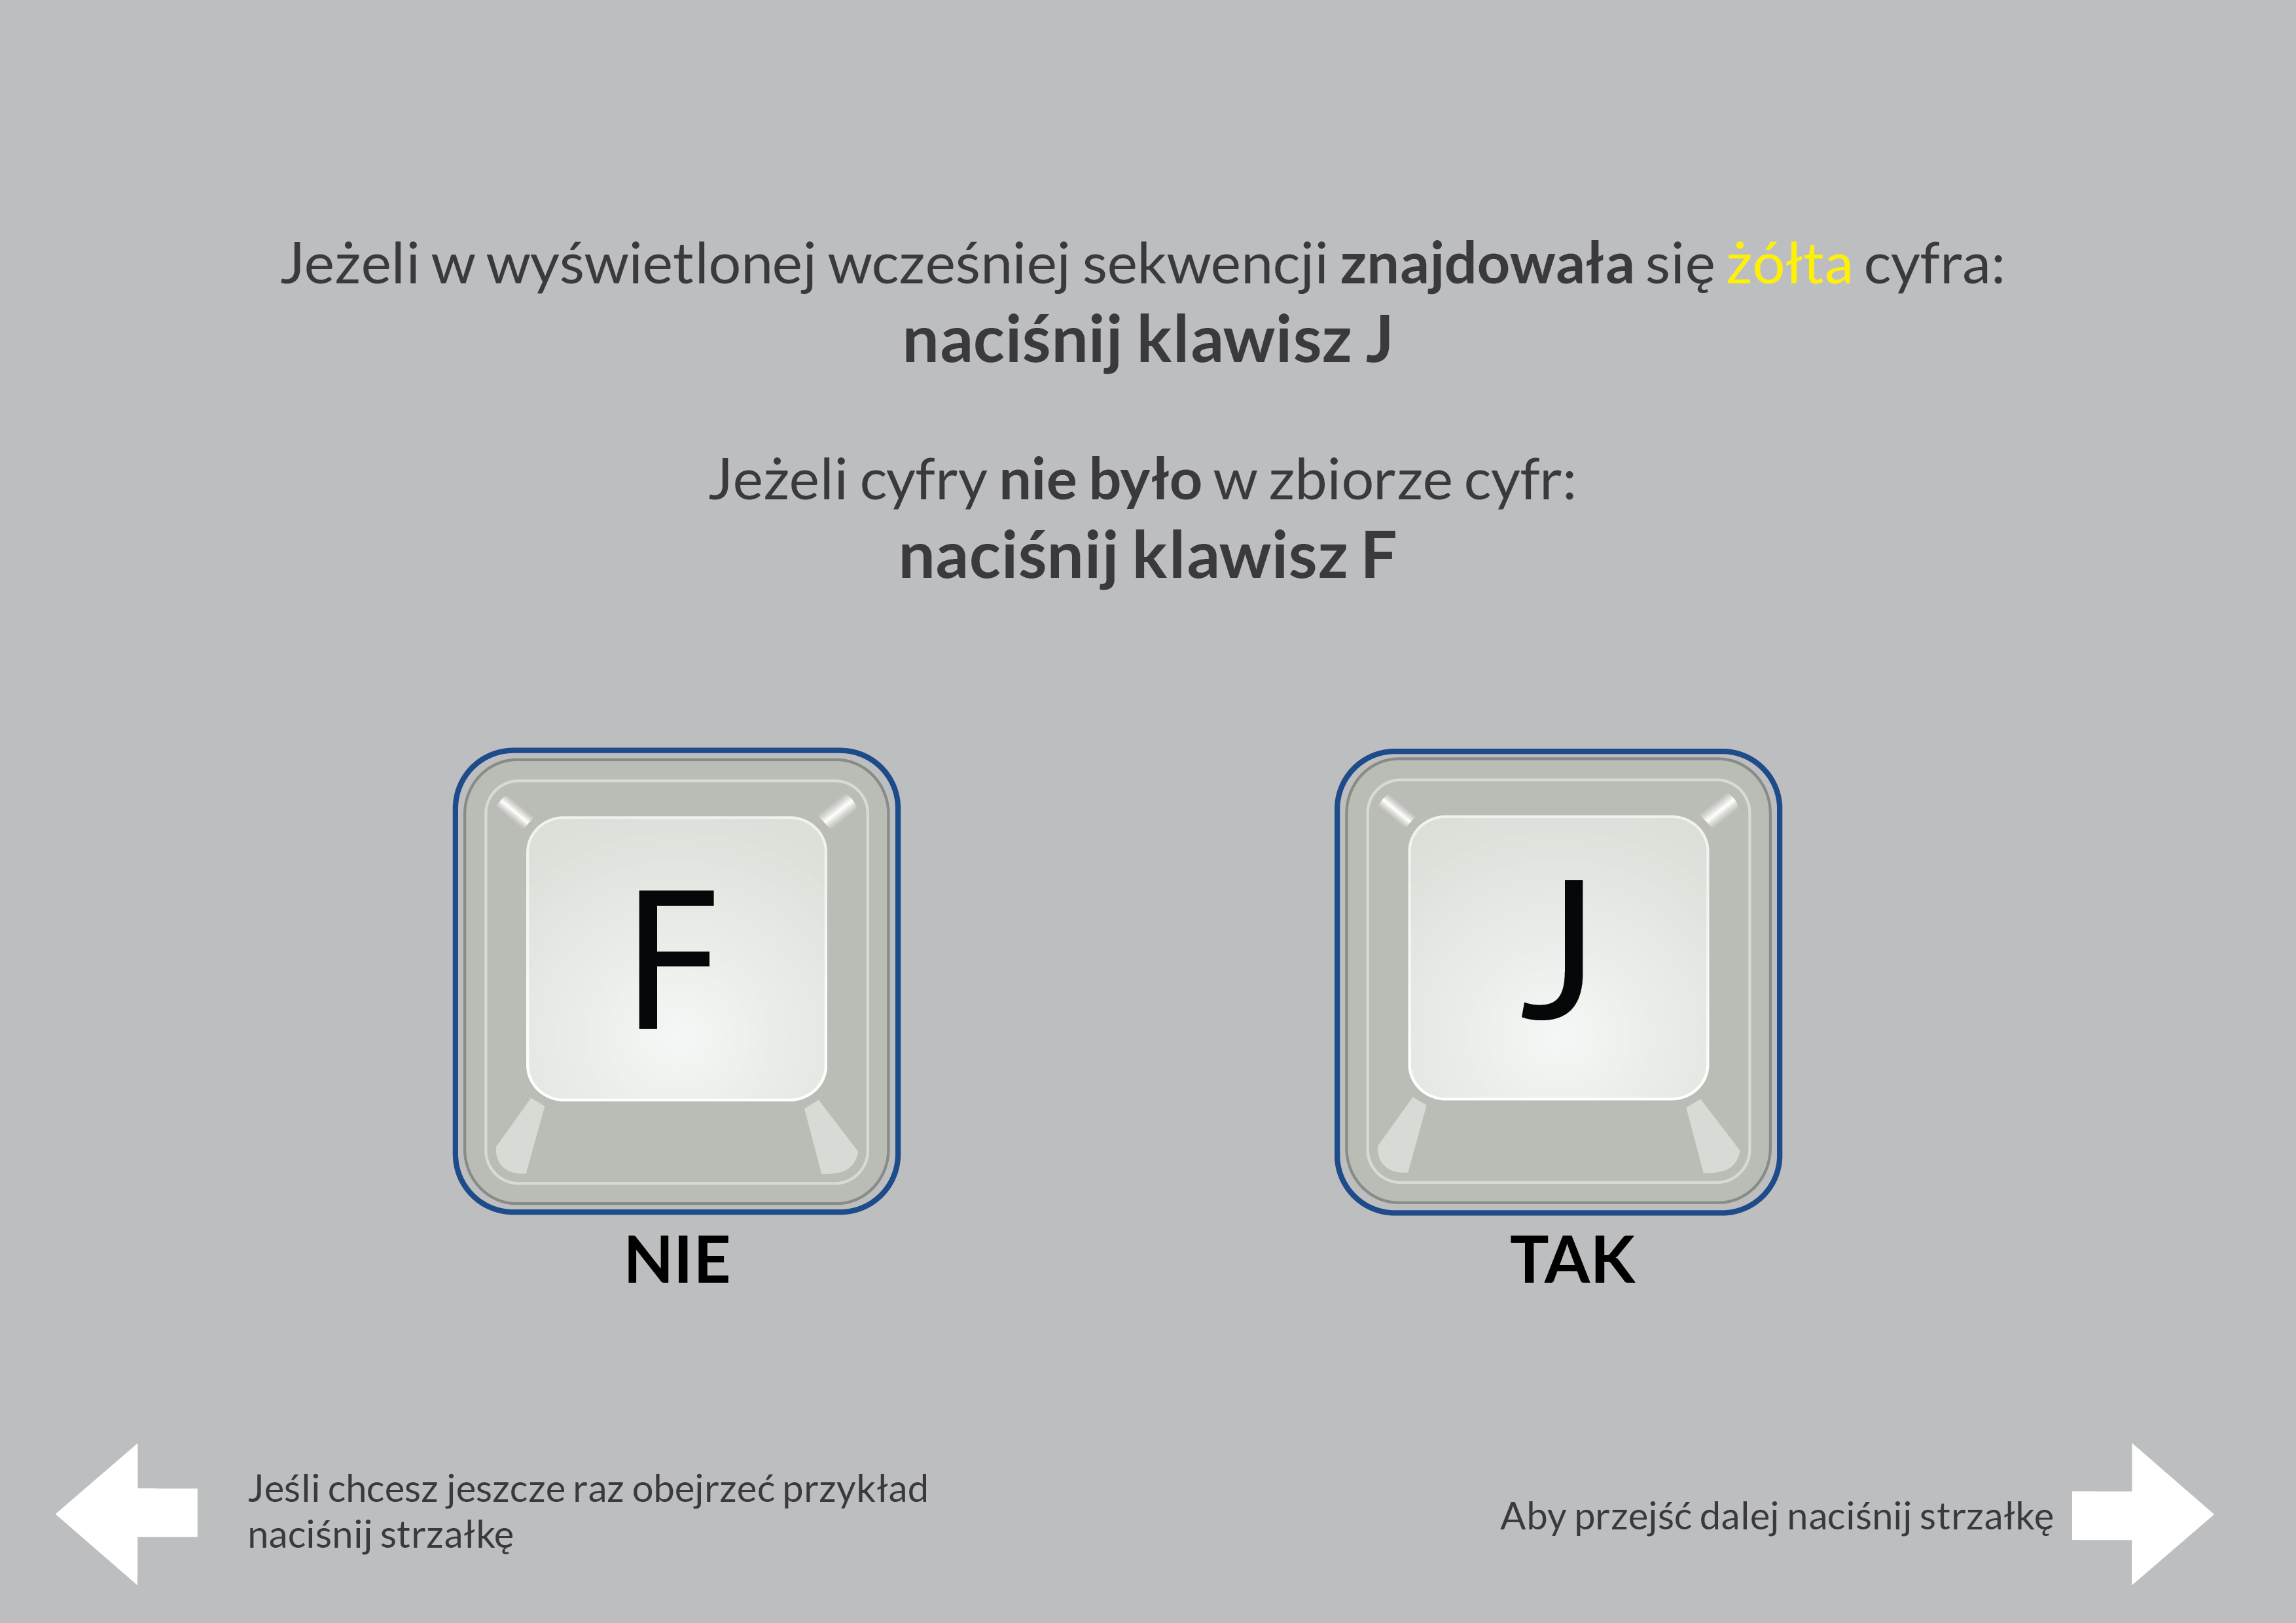 Jeżeli w wyświetlonej wcześniej sekwencji znajdowała się żółta cyfra:
naciśnij klawisz J
Jeżeli cyfry nie było w zbiorze cyfr:
naciśnij klawisz F
F
J
NIE
TAK
Jeśli chcesz jeszcze raz obejrzeć przykład
naciśnij strzałkę
Aby przejść dalej naciśnij strzałkę